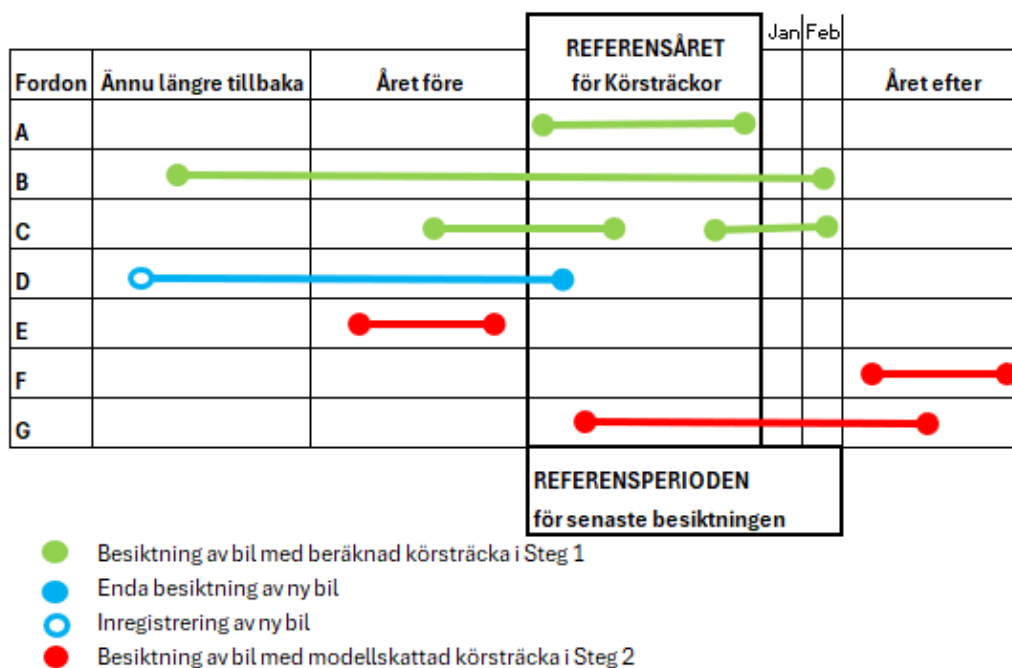 Jan Feb
REFERENSÅRET
Fordon Ännu längre tillbaka Året före för Körsträckor Året efter
A
B
C
D
E
F
G
REFERENSPERIODEN
för senaste besiktningen
Besiktning av bil med beräknad körsträcka i Steg 1
Enda besiktning av ny bil
Inregistrering av ny bil
Besiktning av bil med modellskattad körsträcka i Steg 2